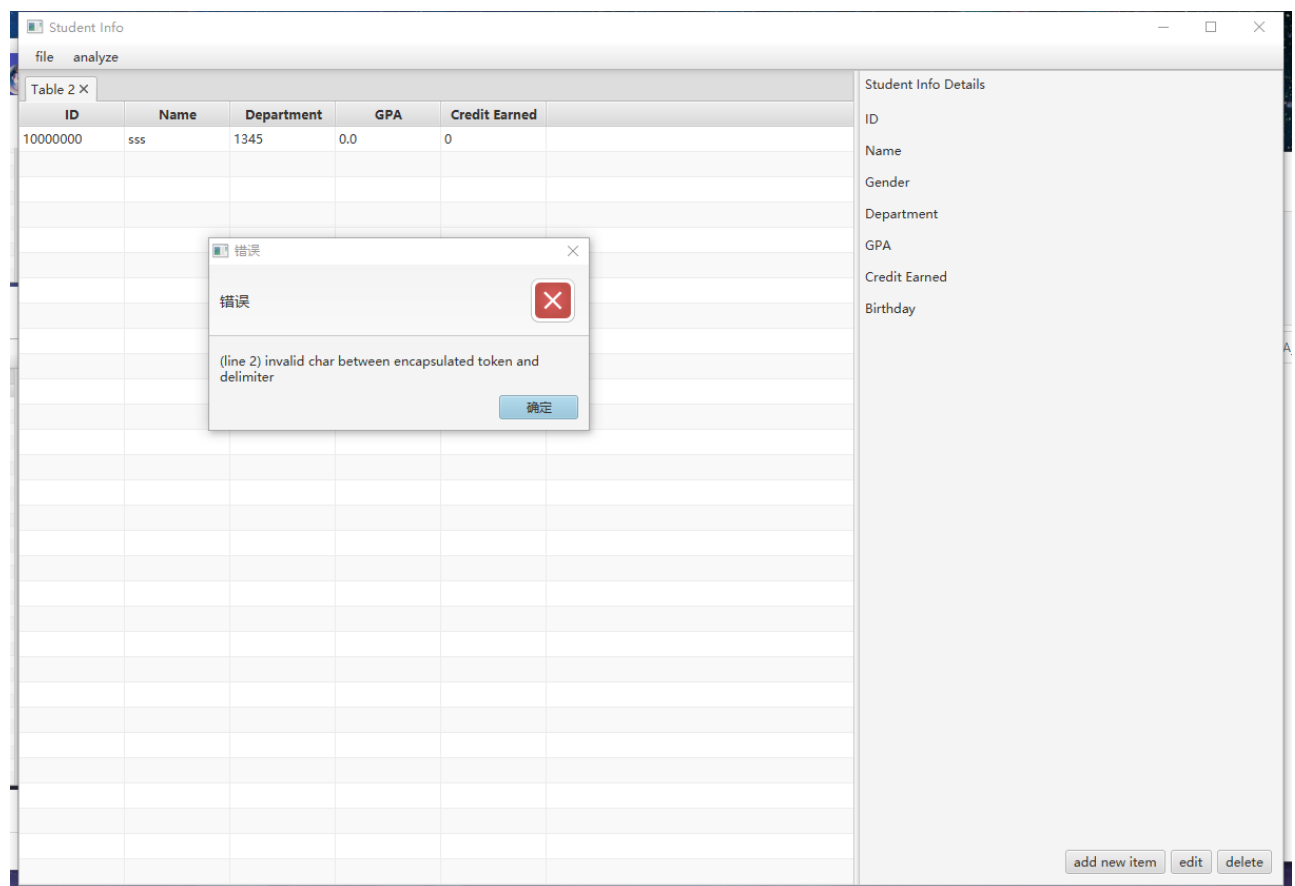 Student Info
file analyze
Table 2
ID Name Department GPA Credit Earned
10000000 sss 1345 0.0 0
错误
错误
(line 2) invalid char between encapsulated token and
delimiter
确定
Student Info Details
ID
Name
Gender
Department
GPA
Credit Earned
Birthday
add new item edit delete
A